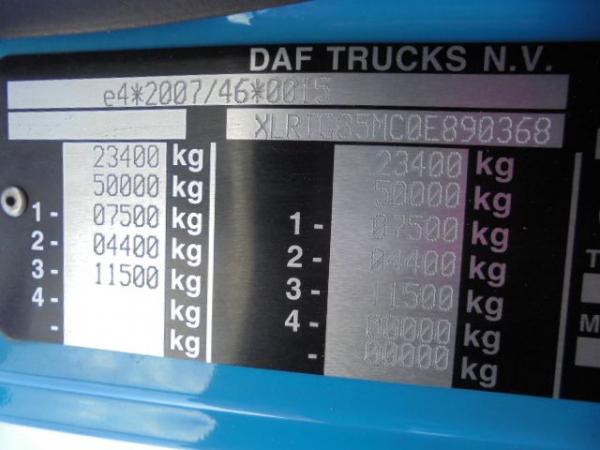 DAF TRUCKS N.V.
e4*2007/46*0015
XLRTG85MC0E890368
23400 kg 23400 kg
50000 kg 50000 kg
1- 07500 kg 1- 07500 kg
2- 04400 kg 2- 04400 kg
3- 11500 kg 3- 11500 kg
4- kg 4- 00000 kg
- kg - 00000 kg
T
M